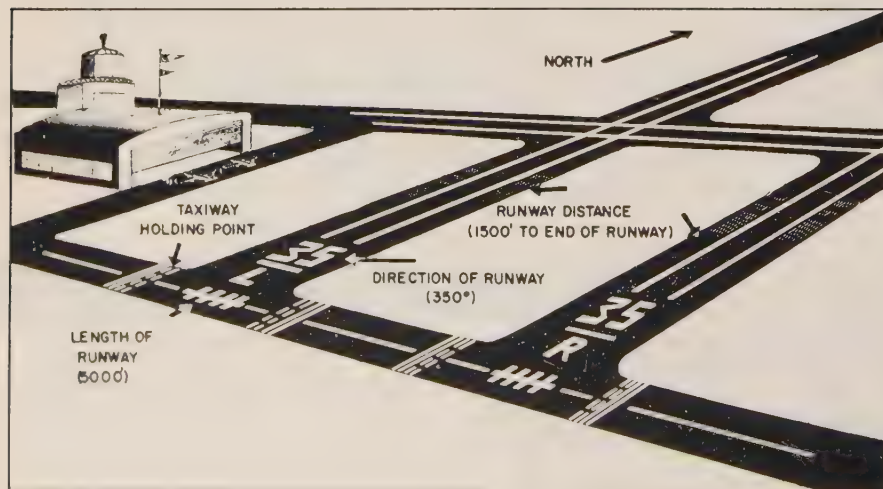 NORTH
TAXIWAY
HOLDING POINT
RUNWAY DISTANCE
(1500' TO END OF RUNWAY)
35
L
DIRECTION OF RUNWAY
(350°)
35
R
LENGTH OF
RUNWAY
(5000')